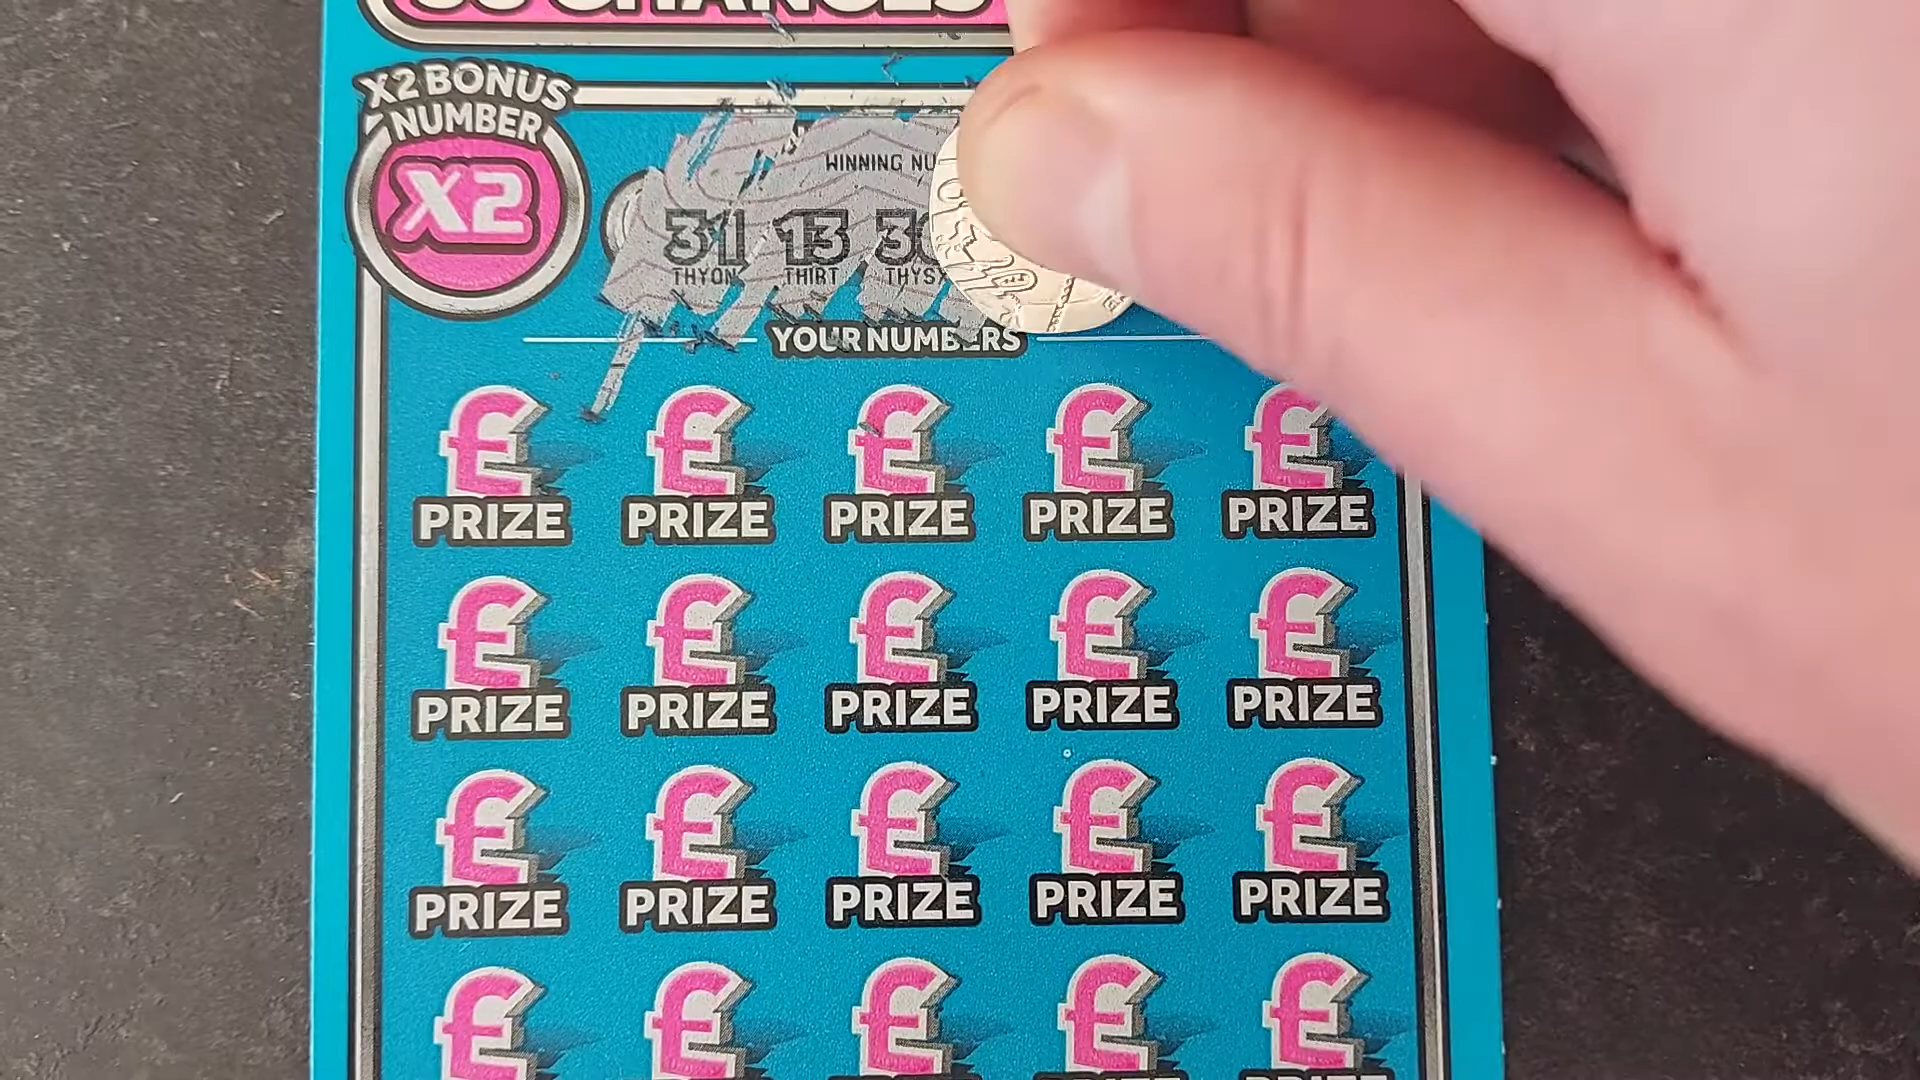 CHANCES
X2 BONUS
NUMBER
X2
WINNING
31 13
THYON THIRT
YOUR NUMBERS
£ £ £ £ £
PRIZE PRIZE PRIZE PRIZE PRIZE
£ £ £ £ £
PRIZE PRIZE PRIZE PRIZE PRIZE
£ £ £ £ £
PRIZE PRIZE PRIZE PRIZE PRIZE
£ £ £ £ £